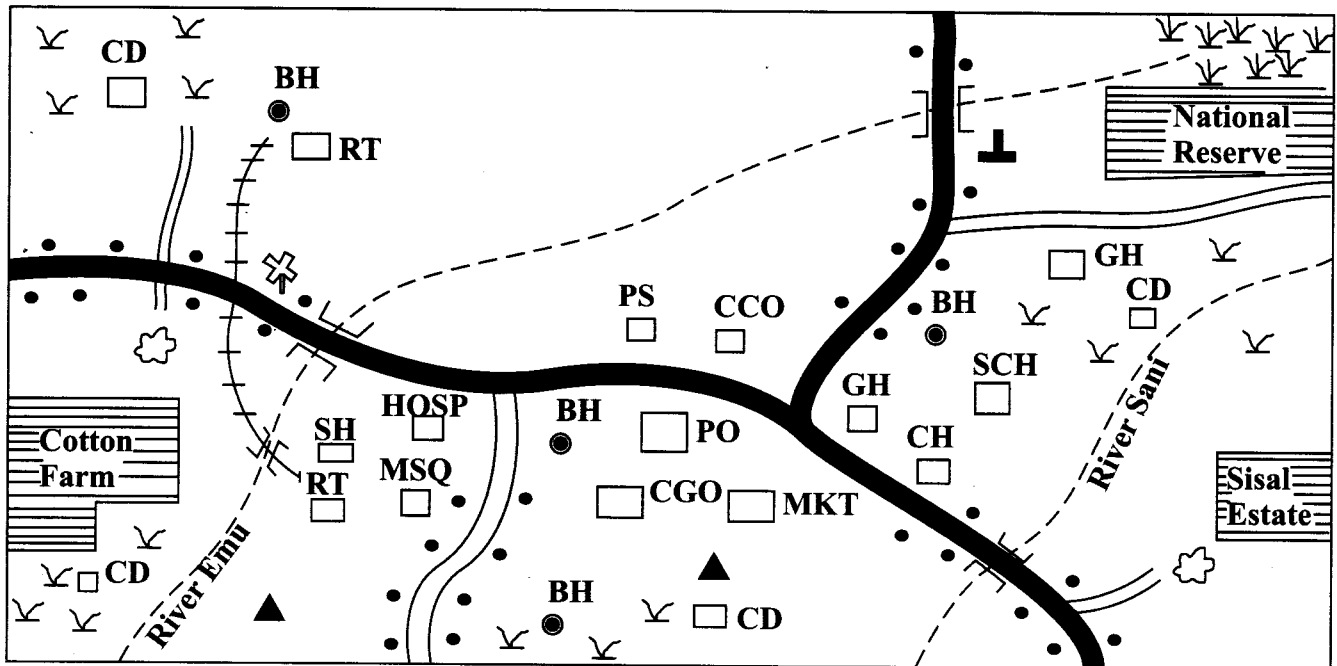 CD
BH
RT
National
Reserve
GH
CD
PS
CCO
BH
SCH
HOSP
BH
PO
GH
CH
Cotton
Farm
SH
MSQ
RT
CGO
MKT
River Sani
Sisal
Estate
CD
River Emu
BH
CD